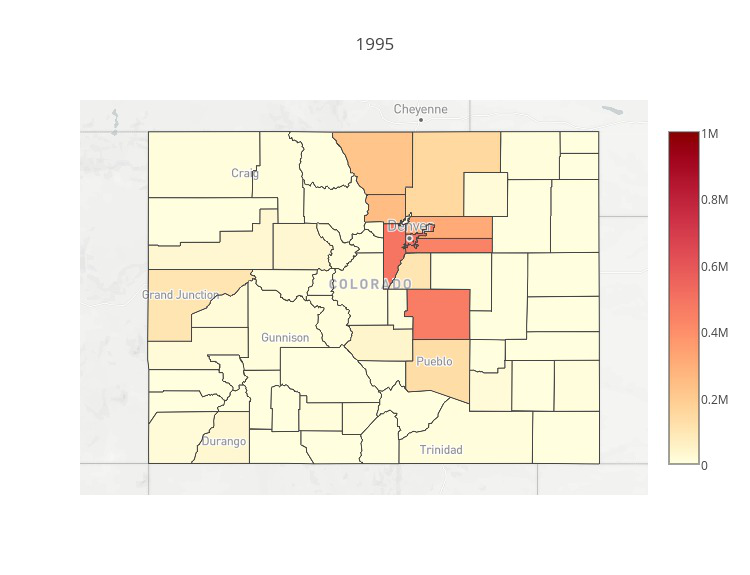 1995
Cheyenne
Craig
Denver
COLORADO
Grand Junction
Gunnison
Pueblo
Durango
Trinidad
1M
0.8M
0.6M
0.4M
0.2M
0